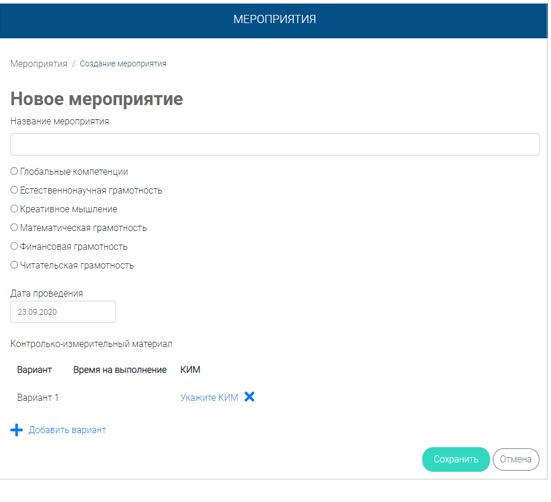 МЕРОПРИЯТИЯ
Мероприятия / Создание мероприятия
Новое мероприятие
Название мероприятия
Глобальные компетенции
Естественнонаучная грамотность
Креативное мышление
Математическая грамотность
Финансовая грамотность
Читательская грамотность
Дата проведения
23.09.2020
Контролько-измерительный материал
Вариант Время на выполнение КИМ
Вариант 1 Укажите КИМ
Добавить вариант
Сохранить Отмена